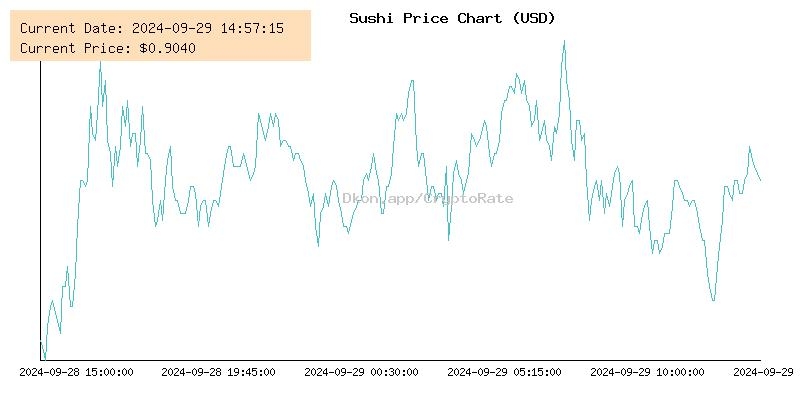 Sushi Price Chart (USD)
Current Date: 2024-09-29 14:57:15
Current Price: $0.9040
Dkon.app/CryptoRate
2024-09-28 15:00:00 2024-09-28 19:45:00 2024-09-29 00:30:00 2024-09-29 05:15:00 2024-09-29 10:00:00 2024-09-29